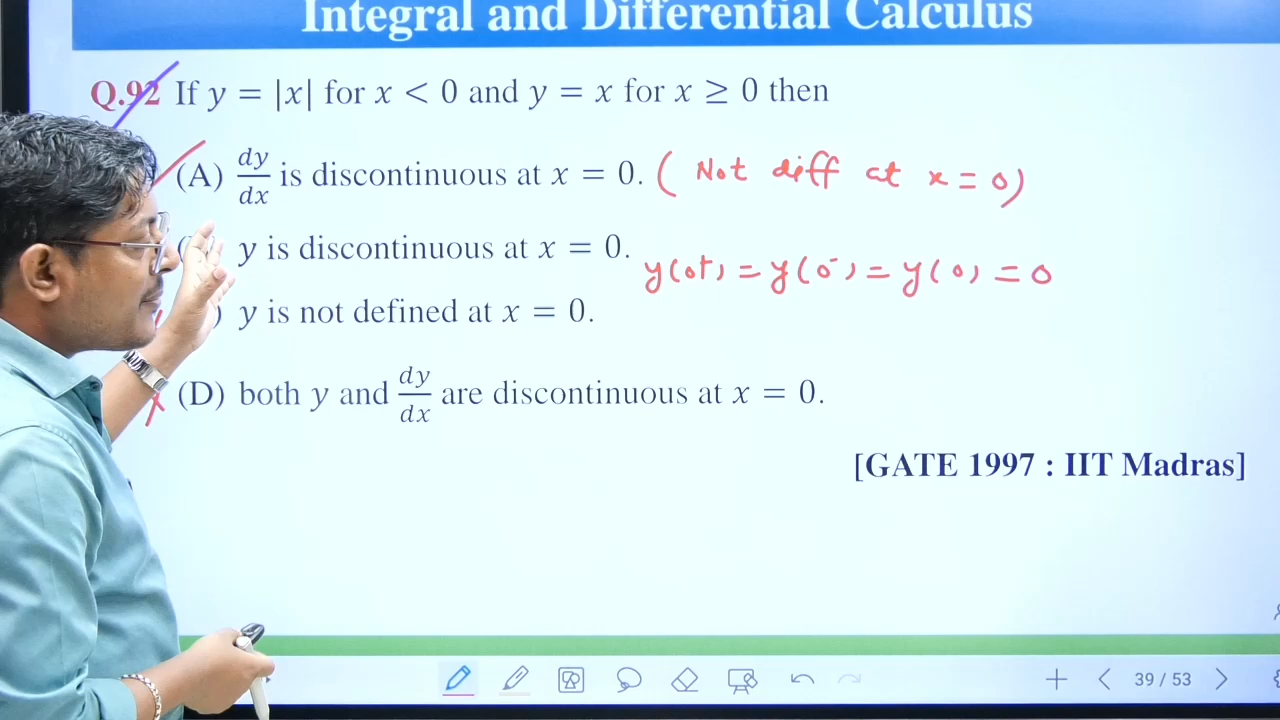 Integral and Differential Calculus
Q.92 If y = |x| for x < 0 and y = x for x ≥ 0 then
(A) dy/dx is discontinuous at x = 0. ( Not diff at x = 0)
y is discontinuous at x = 0.
y(0+) = y(0-) = y(0) = 0
) y is not defined at x = 0.
(D) both y and dy/dx are discontinuous at x = 0.
[GATE 1997 : IIT Madras]
39 / 53